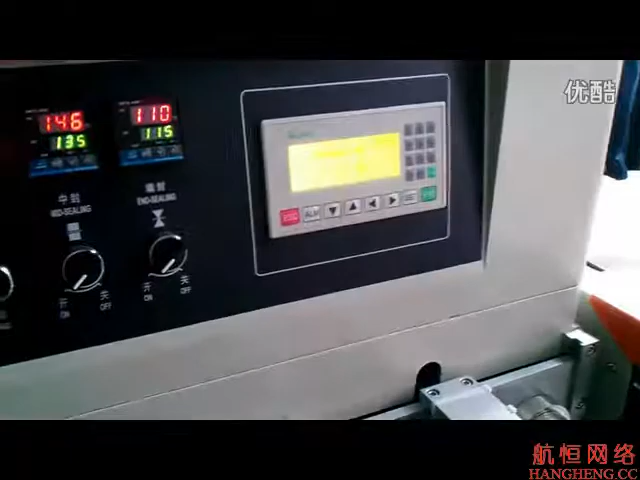 优酷
146
135
110
115
中封
MID-SEALING
端封
END-SEALING
开
ON
关
OFF
开
ON
关
OFF
ESC
ALM
航恒网络
HANGHENG.CC